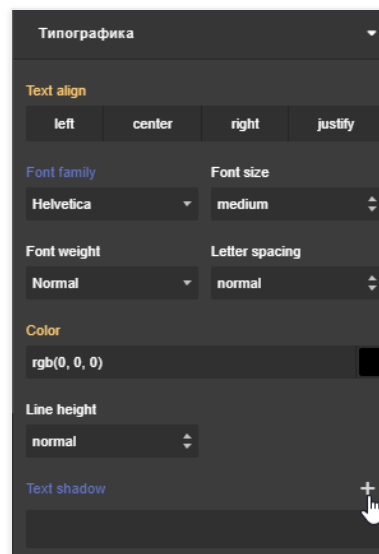 Типографика
Text align
left center right justify
Font family Font size
Helvetica medium
Font weight Letter spacing
Normal normal
Color
rgb(0, 0, 0)
Line height
normal
Text shadow